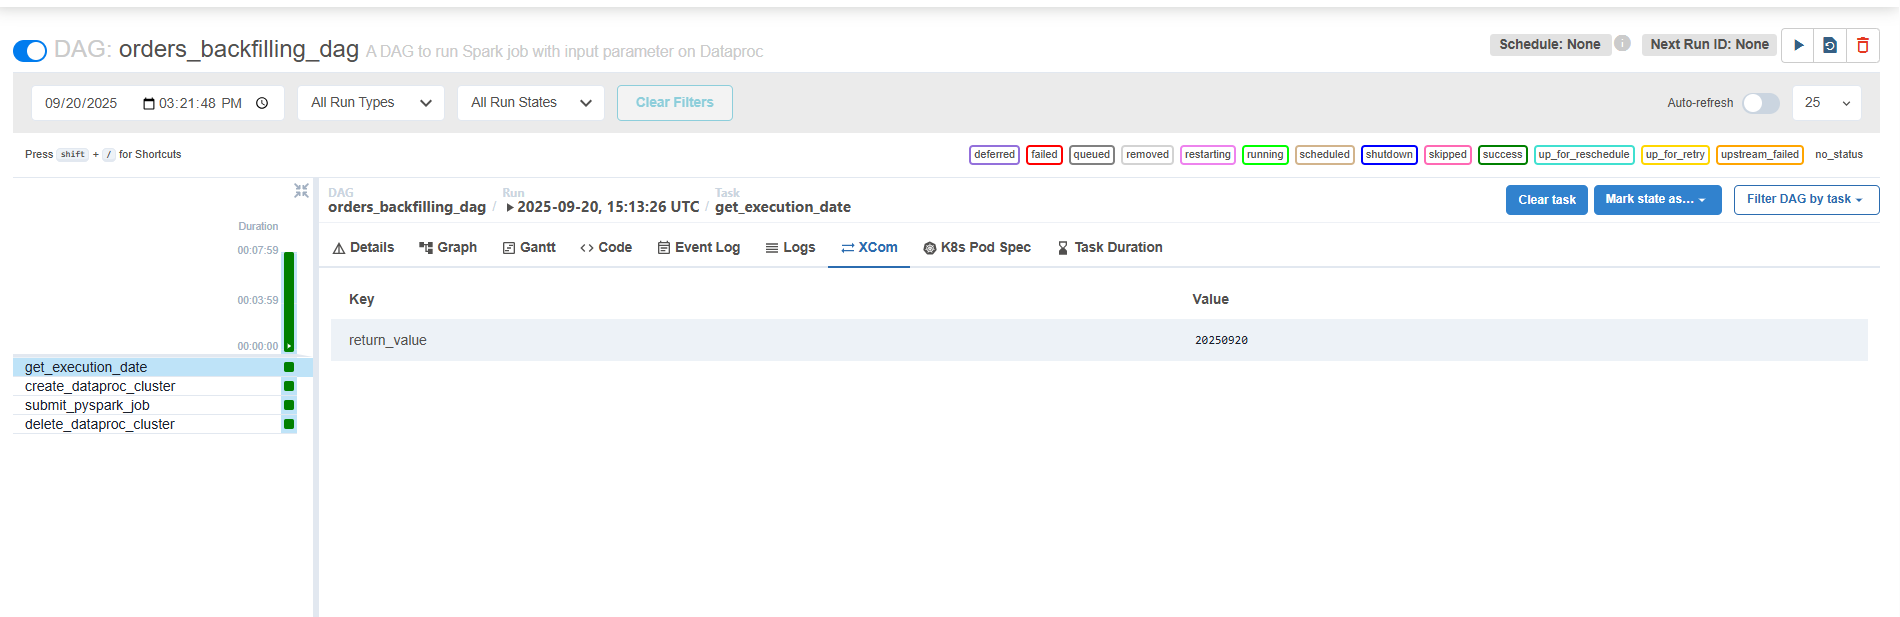 DAG: orders_backfilling_dag A DAG to run Spark job with input parameter on Dataproc
Schedule: None
Next Run ID: None
09/20/2025 03:21:48 PM
All Run Types
All Run States
Clear Filters
Auto-refresh
25
Press shift + / for Shortcuts
deferred failed queued removed restarting running scheduled shutdown skipped success up_for_reschedule up_for_retry upstream_failed no_status
DAG
orders_backfilling_dag
/
Run
2025-09-20, 15:13:26 UTC
/
Task
get_execution_date
Clear task
Mark state as...
Filter DAG by task
Duration
00:07:59
00:03:59
00:00:00
get_execution_date
create_dataproc_cluster
submit_pyspark_job
delete_dataproc_cluster
Details
Graph
Gantt
Code
Event Log
Logs
XCom
K8s Pod Spec
Task Duration
Key Value
return_value 20250920